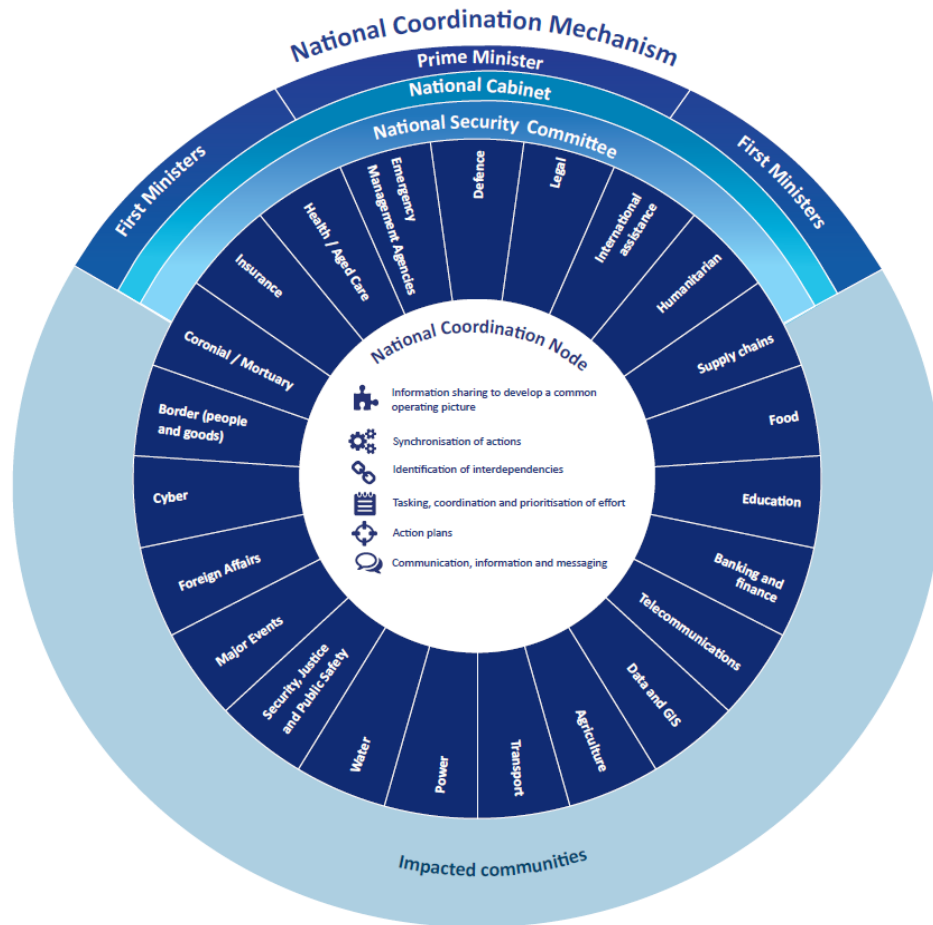 National Coordination Mechanism
Prime Minister
First Ministers
First Ministers
National Cabinet
National Security Committee
Defence
Legal
International
assistance
Humanitarian
Supply chains
Food
Education
Banking and
finance
Telecommunications
Data and GIS
Agriculture
Transport
Power
Water
Security, Justice
and Public Safety
Major Events
Foreign Affairs
Cyber
Border (people
and goods)
Coronial / Mortuary
Insurance
Health / Aged Care
Emergency
Management Agencies
National Coordination Node
Information sharing to develop a common
operating picture
Synchronisation of actions
Identification of interdependencies
Tasking, coordination and prioritisation of effort
Action plans
Communication, information and messaging
Impacted communities